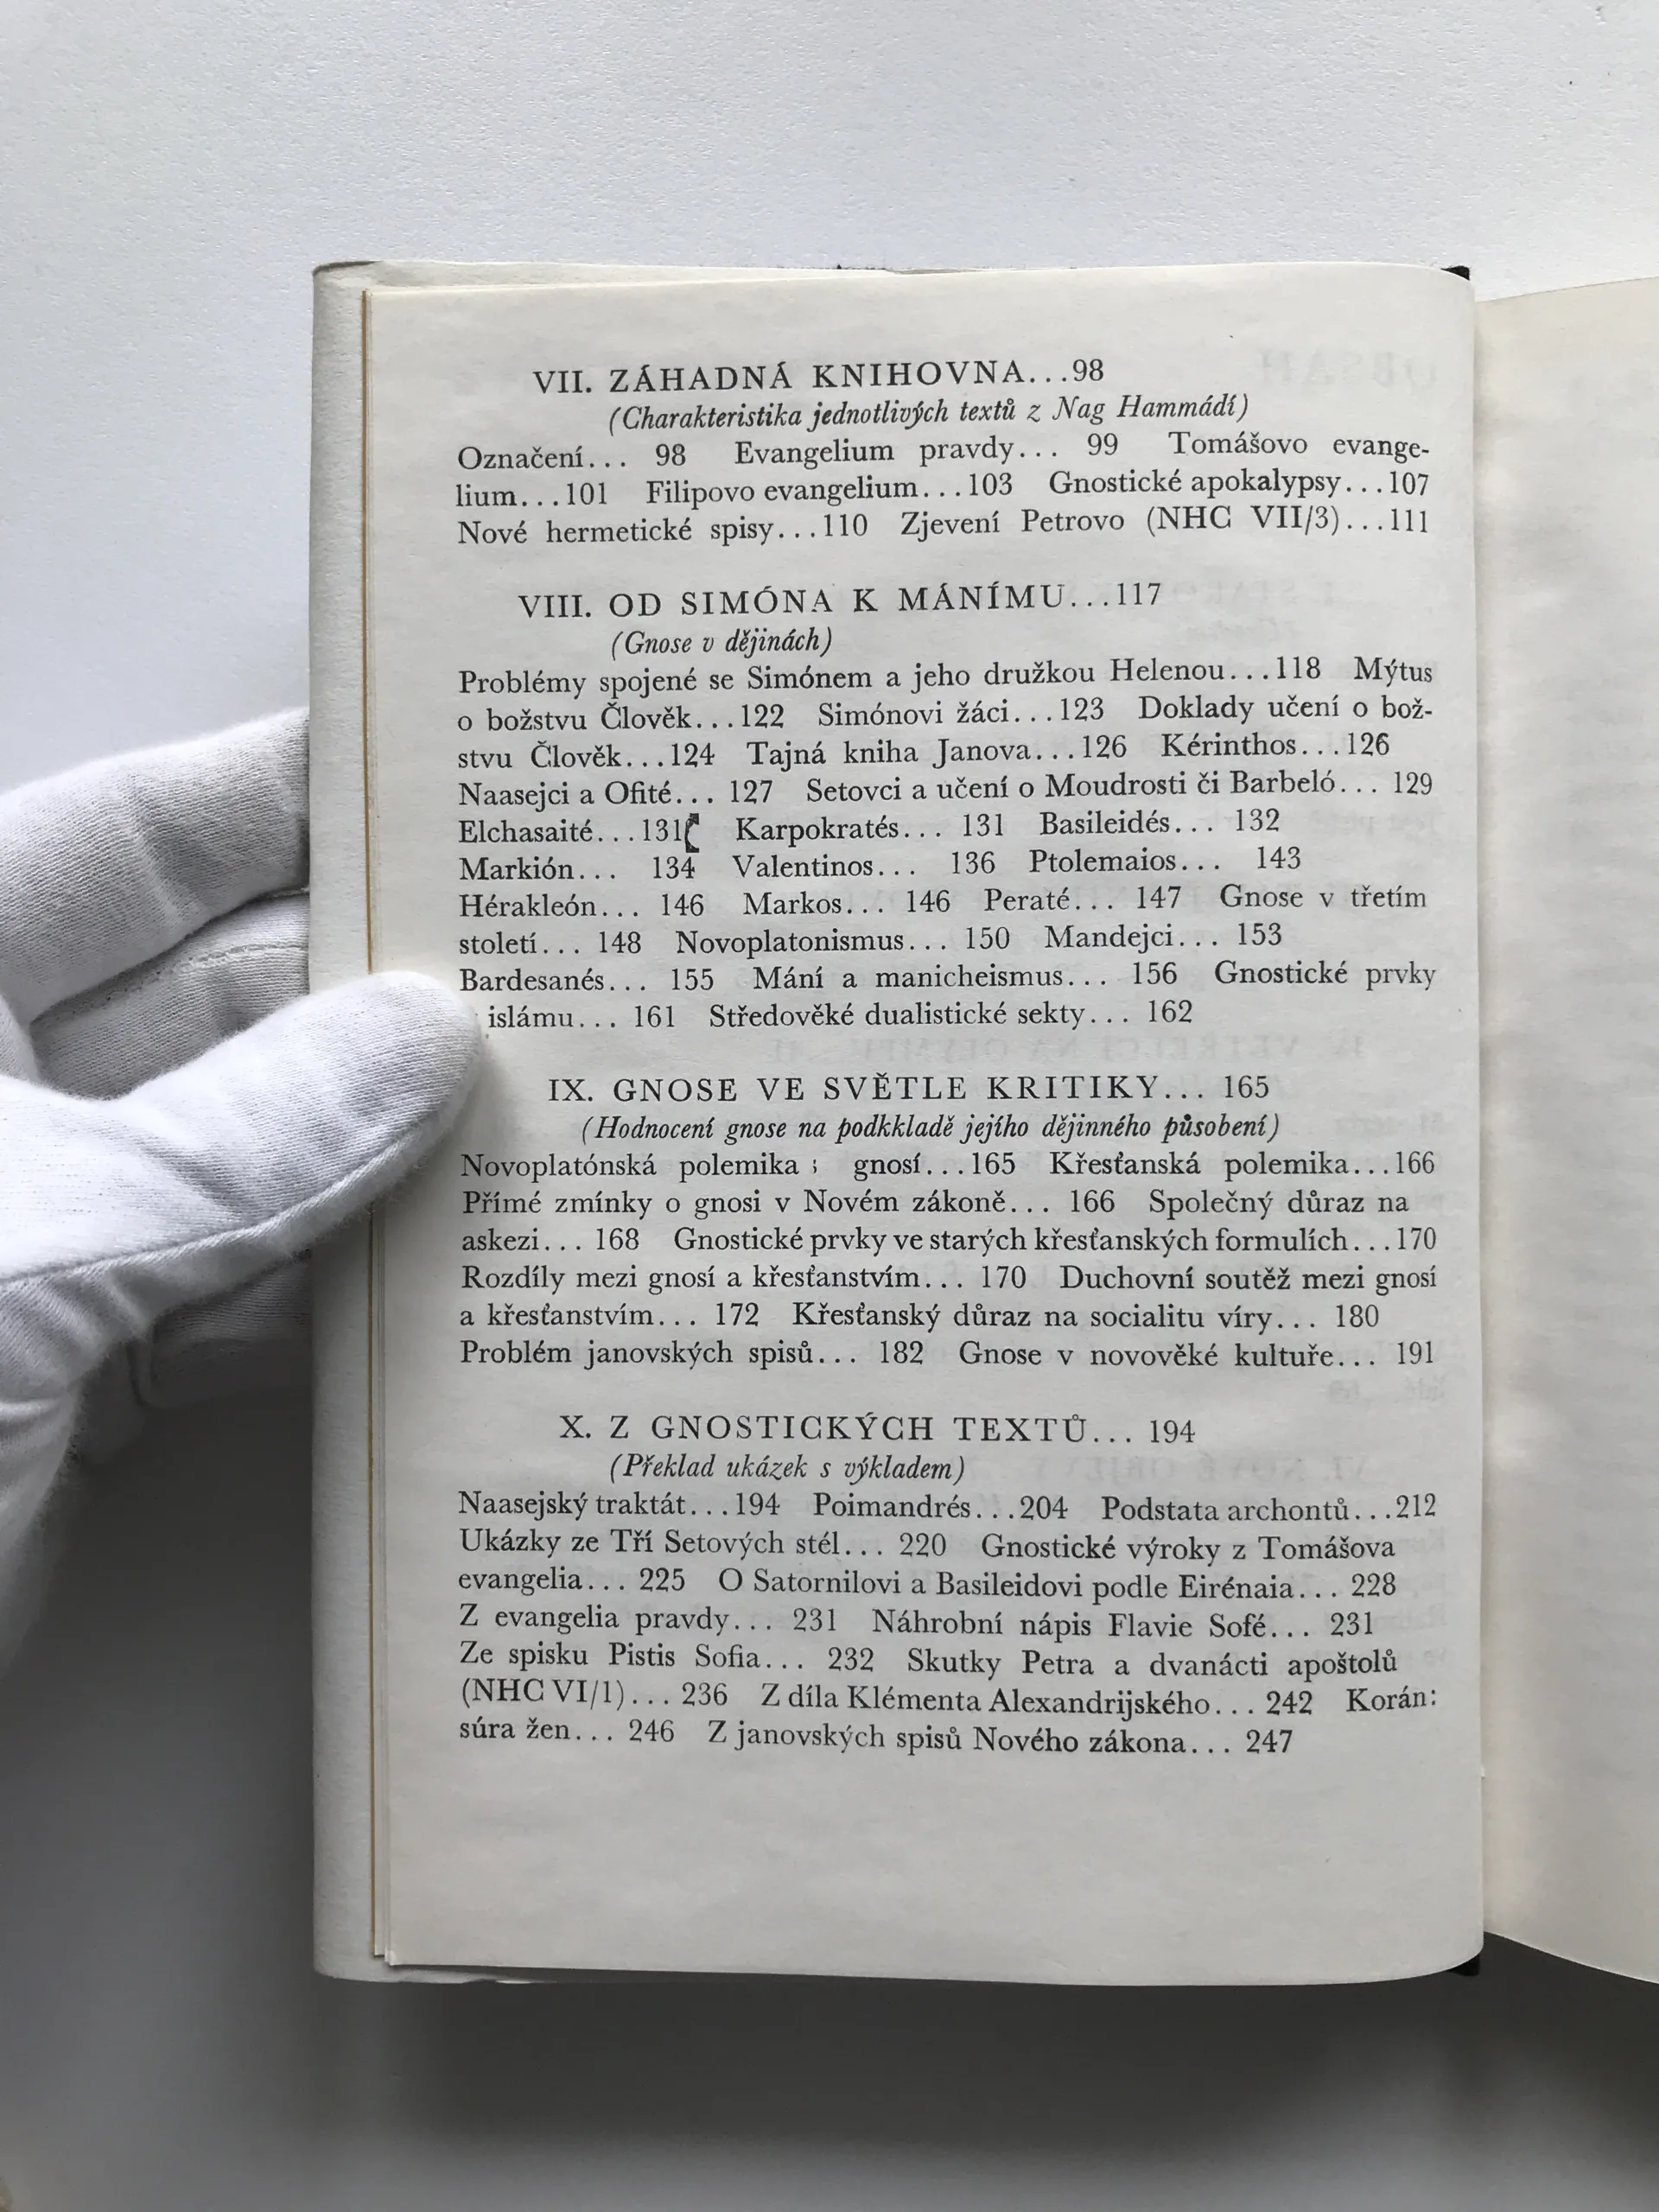 VII. ZÁHADNÁ KNIHOVNA...98
(Charakteristika jednotlivých textů z Nag Hammádí)
Označení... 98 Evangelium pravdy... 99 Tomášovo evange-
lium...101 Filipovo evangelium...103 Gnostické apokalypsy...107
Nové hermetické spisy...110 Zjevení Petrovo (NHC VII/3)...111
VIII. OD SIMÓNA K MÁNÍMU...117
(Gnose v dějinách)
Problémy spojené se Simónem a jeho družkou Helenou...118 Mýtus
o božstvu Člověk...122 Simónovi žáci...123 Doklady učení o bož-
stvu Člověk...124 Tajná kniha Janova...126 Kérinthos...126
Naasejci a Ofité... 127 Setovci a učení o Moudrosti či Barbeló... 129
Elchasaité...131 Karpokratés... 131 Basileidés... 132
Markión... 134 Valentinos... 136 Ptolemaios... 143
Hérakleón... 146 Markos... 146 Peraté... 147 Gnose v třetím
století... 148 Novoplatonismus... 150 Mandejci... 153
Bardesanés... 155 Mání a manicheismus... 156 Gnostické prvky
islámu... 161 Středověké dualistické sekty... 162
IX. GNOSE VE SVĚTLE KRITIKY... 165
(Hodnocení gnose na podkkladě jejího dějinného působení)
Novoplatónská polemika gnosí...165 Křesťanská polemika...166
Přímé zmínky o gnosi v Novém zákoně... 166 Společný důraz na
askezi... 168 Gnostické prvky ve starých křesťanských formulích...170
Rozdíly mezi gnosí a křesťanstvím... 170 Duchovní soutěž mezi gnosí
a křesťanstvím... 172 Křesťanský důraz na socialitu víry... 180
Problém janovských spisů... 182 Gnose v novověké kultuře... 191
X. Z GNOSTICKÝCH TEXTŮ... 194
(Překlad ukázek s výkladem)
Naasejský traktát...194 Poimandrés...204 Podstata archontů...212
Ukázky ze Tří Setových stél... 220 Gnostické výroky z Tomášova
evangelia... 225 O Satornilovi a Basileidovi podle Eirénaia... 228
Z evangelia pravdy... 231 Náhrobní nápis Flavie Sofé... 231
Ze spisku Pistis Sofia... 232 Skutky Petra a dvanácti apoštolů
(NHC VI/1)... 236 Z díla Klémenta Alexandrijského... 242 Korán:
súra žen... 246 Z janovských spisů Nového zákona... 247